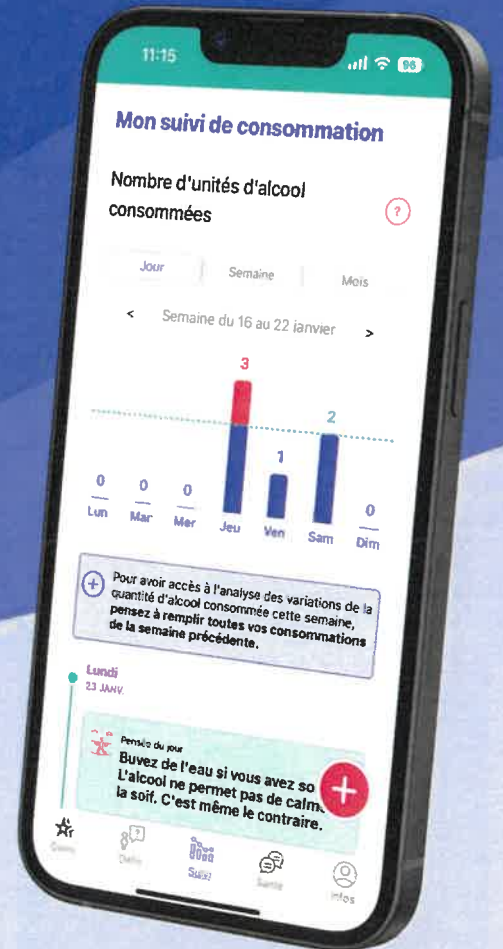 11:15
96
Mon suivi de consommation
Nombre d'unités d'alcool
consommées
?
Jour Semaine Mois
< Semaine du 16 au 22 janvier >
3
2
1
0 0 0 0
Lun Mar Mer Jeu Ven Sam Dim
Pour avoir accès à l'analyse des variations de la
quantité d'alcool consommée cette semaine,
pensez à remplir toutes vos consommations
de la semaine précédente.
Lundi
23 JANV.
Pensée du jour
Buvez de l'eau si vous avez so
L'alcool ne permet pas de calm
la soif. C'est même le contraire.
Suivi Santé Infos